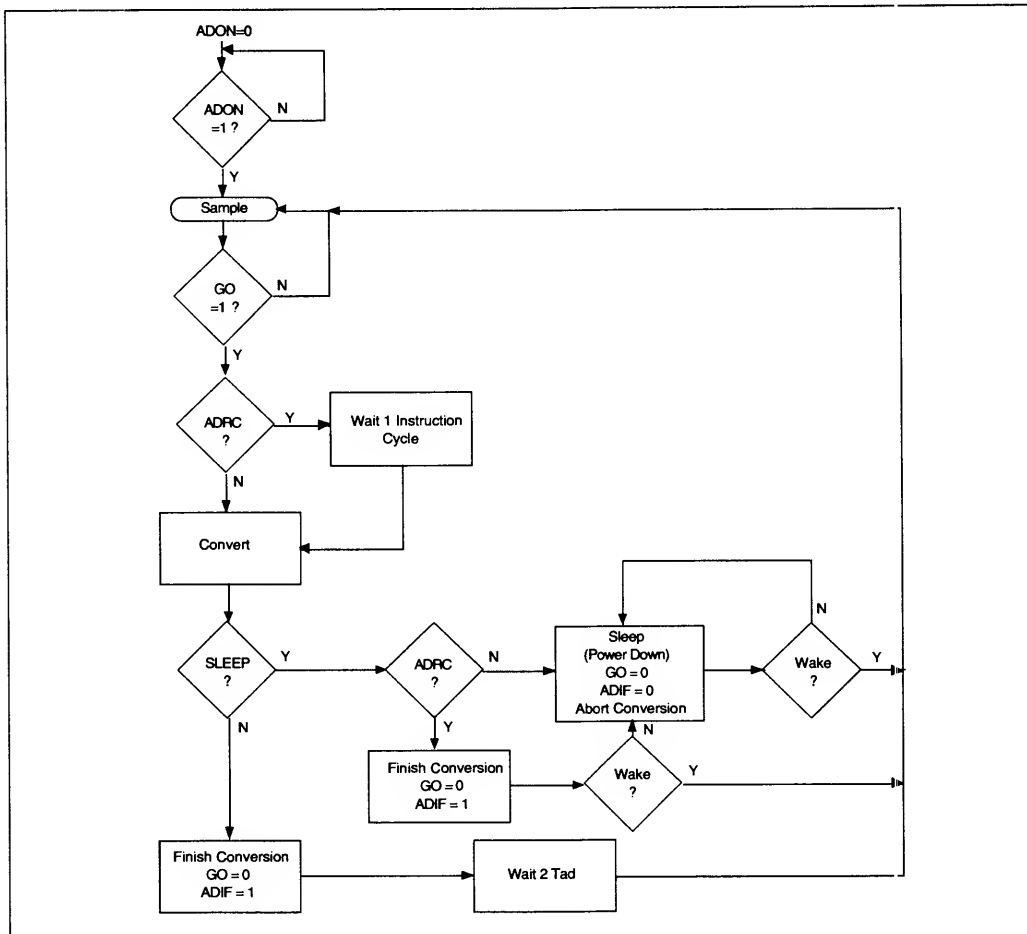 ADON=0
ADON
=1 ?
N
Y
Sample
GO
=1 ?
N
Y
ADRC
?
Y
Wait 1 Instruction
Cycle
N
Convert
SLEEP
?
Y
N
ADRC
?
N
Y
Sleep
(Power Down)
GO = 0
ADIF = 0
Abort Conversion
N
Wake
?
Y
Finish Conversion
GO = 0
ADIF = 1
N
Wake
?
Y
Finish Conversion
GO = 0
ADIF = 1
Wait 2 Tad